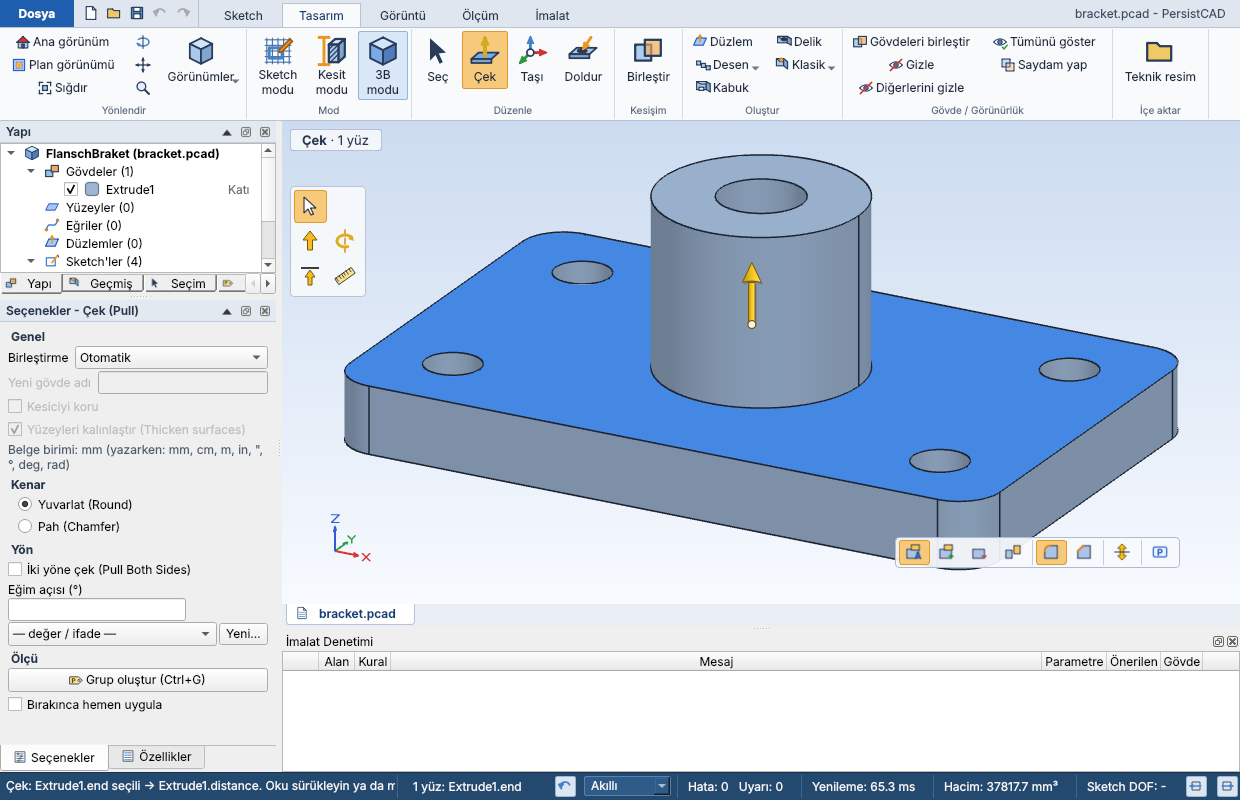 Dosya
Sketch
Tasarım
Görüntü
Ölçüm
İmalat
bracket.pcad - PersistCAD
Ana görünüm
Plan görünümü
Sığdır
Görünümler
Yönlendir
Sketch modu
Kesit modu
3B modu
Mod
Seç
Çek
Taşı
Doldur
Düzenle
Birleştir
Kesişim
Düzlem
Desen
Kabuk
Delik
Klasik
Oluştur
Gövdeleri birleştir
Gizle
Diğerlerini gizle
Tümünü göster
Saydam yap
Gövde / Görünürlük
Teknik resim
İçe aktar
Yapı
FlanschBraket (bracket.pcad)
Gövdeler (1)
Extrude1 Katı
Yüzeyler (0)
Eğriler (0)
Düzlemler (0)
Sketch'ler (4)
Yapı
Geçmiş
Seçim
Seçenekler - Çek (Pull)
Genel
Birleştirme Otomatik
Yeni gövde adı
Kesiciyi koru
Yüzeyleri kalınlaştır (Thicken surfaces)
Belge birimi: mm (yazarken: mm, cm, m, in, ",
°, deg, rad)
Kenar
Yuvarlat (Round)
Pah (Chamfer)
Yön
İki yöne çek (Pull Both Sides)
Eğim açısı (°)
— değer / ifade — Yeni...
Ölçü
Grup oluştur (Ctrl+G)
Bırakınca hemen uygula
Seçenekler
Özellikler
Çek · 1 yüz
Z
Y
X
P
bracket.pcad
İmalat Denetimi
Alan Kural Mesaj Parametre Önerilen Gövde
Çek: Extrude1.end seçili → Extrude1.distance. Oku sürükleyin ya da
1 yüz: Extrude1.end
Akıllı
Hata: 0 Uyarı: 0
Yenileme: 65.3 ms
Hacim: 37817.7 mm³
Sketch DOF: -